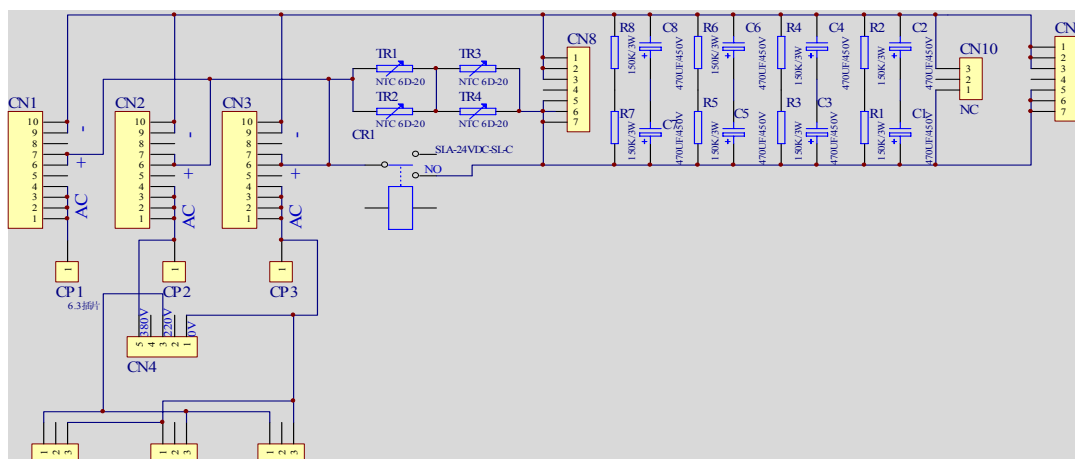 R8
150K/3W
C8
470UF/450V
R6
150K/3W
C6
470UF/450V
R4
150K/3W
C4
470UF/450V
R2
150K/3W
C2
470UF/450V
CN
TR1
NTC 6D-20
TR3
NTC 6D-20
CN8
1
2
3
4
5
6
7
CN10
3
2
1
NC
1
2
3
4
5
6
7
TR2
NTC 6D-20
TR4
NTC 6D-20
CR1
CN1
10
9
8
7
6
5
4
3
2
1
-
+
AC
CN2
10
9
8
7
6
5
4
3
2
1
-
+
AC
CN3
10
9
8
7
6
5
4
3
2
1
-
+
AC
R7
150K/3W
C7
470UF/450V
R5
150K/3W
C5
470UF/450V
R3
150K/3W
C3
470UF/450V
R1
150K/3W
C1
470UF/450V
SLA-24VDC-SL-C
NO
1
CP1
6.3插片
1
CP2
1
CP3
380V
220V
0V
5
4
3
2
1
CN4
1
2
3
1
2
3
1
2
3